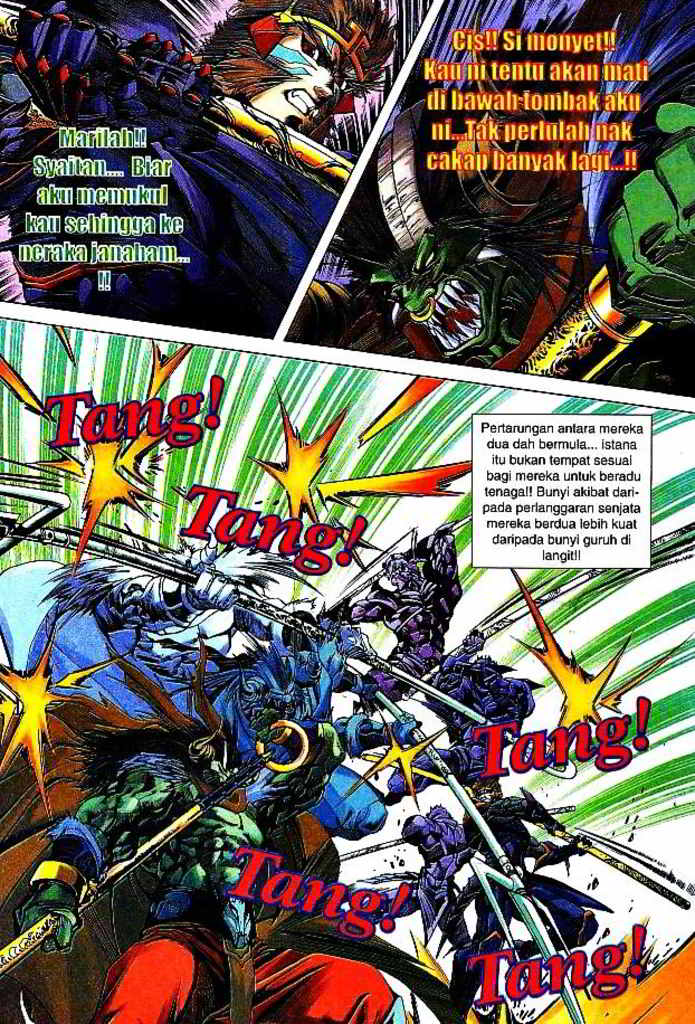 Marilah!!
Syaitan.... Biar
aku memukul
kau sehingga ke
neraka janaham...
!!
Cis!! Si monyet!!
Kau ni tentu akan mati
di bawah tombak aku
ni...Tak perlulah nak
cakap banyak lagi...!!
Pertarungan antara mereka
dua dah bermula... istana
itu bukan tempat sesuai
bagi mereka untuk beradu
tenaga!! Bunyi akibat dari-
pada perlanggaran senjata
mereka berdua lebih kuat
daripada bunyi guruh di
langit!!
Tang!
Tang!
Tang!
Tang!
Tang!